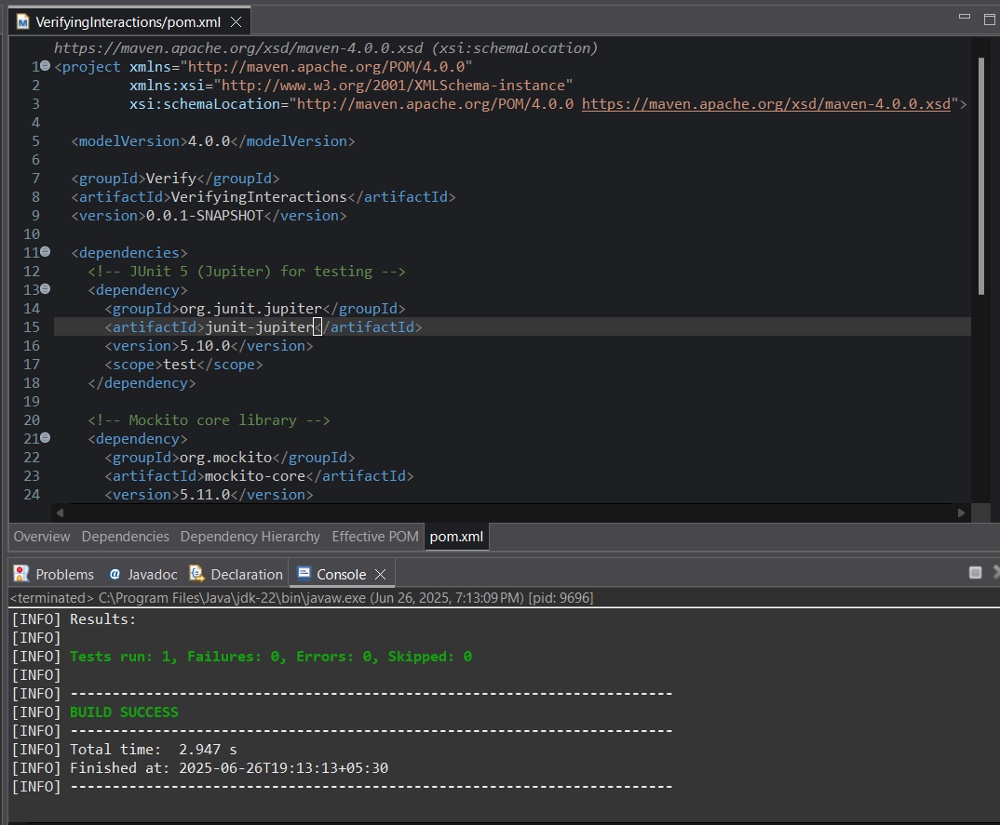 VerifyingInteractions/pom.xml
https://maven.apache.org/xsd/maven-4.0.0.xsd (xsi:schemaLocation)
1 <project xmlns="http://maven.apache.org/POM/4.0.0"
2 xmlns:xsi="http://www.w3.org/2001/XMLSchema-instance"
3 xsi:schemaLocation="http://maven.apache.org/POM/4.0.0 https://maven.apache.org/xsd/maven-4.0.0.xsd">
4
5 <modelVersion>4.0.0</modelVersion>
6
7 <groupId>Verify</groupId>
8 <artifactId>VerifyingInteractions</artifactId>
9 <version>0.0.1-SNAPSHOT</version>
10
11 <dependencies>
12 <!-- JUnit 5 (Jupiter) for testing -->
13 <dependency>
14 <groupId>org.junit.jupiter</groupId>
15 <artifactId>junit-jupiter</artifactId>
16 <version>5.10.0</version>
17 <scope>test</scope>
18 </dependency>
19
20 <!-- Mockito core library -->
21 <dependency>
22 <groupId>org.mockito</groupId>
23 <artifactId>mockito-core</artifactId>
24 <version>5.11.0</version>
Overview Dependencies Dependency Hierarchy Effective POM pom.xml
Problems @ Javadoc Declaration Console
<terminated> C:\Program Files\Java\jdk-22\bin\javaw.exe (Jun 26, 2025, 7:13:09 PM) [pid: 9696]
[INFO] Results:
[INFO]
[INFO] Tests run: 1, Failures: 0, Errors: 0, Skipped: 0
[INFO]
[INFO] ------------------------------------------------------------------------
[INFO] BUILD SUCCESS
[INFO] ------------------------------------------------------------------------
[INFO] Total time:  2.947 s
[INFO] Finished at: 2025-06-26T19:13:13+05:30
[INFO] ------------------------------------------------------------------------